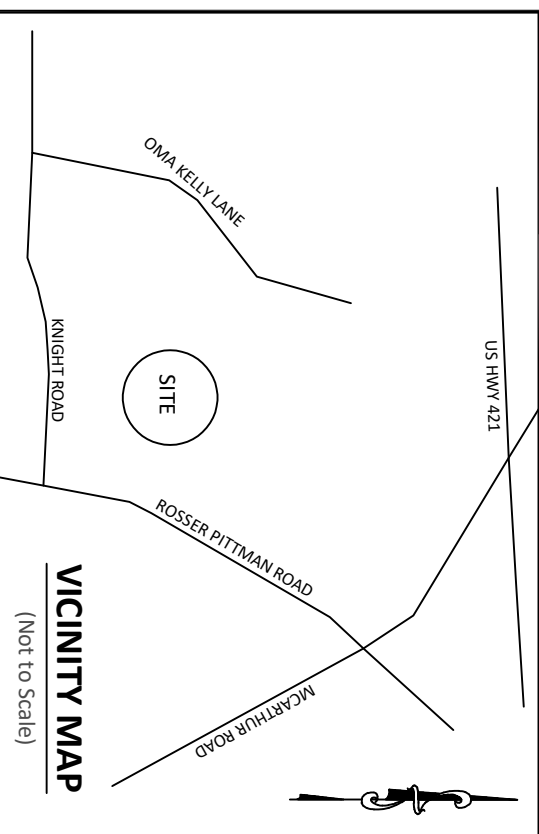 US HWY 421
OMA KELLY LANE
SITE
KNIGHT ROAD
ROSSER PITTMAN ROAD
MCARTHUR ROAD
VICINITY MAP
(Not to Scale)